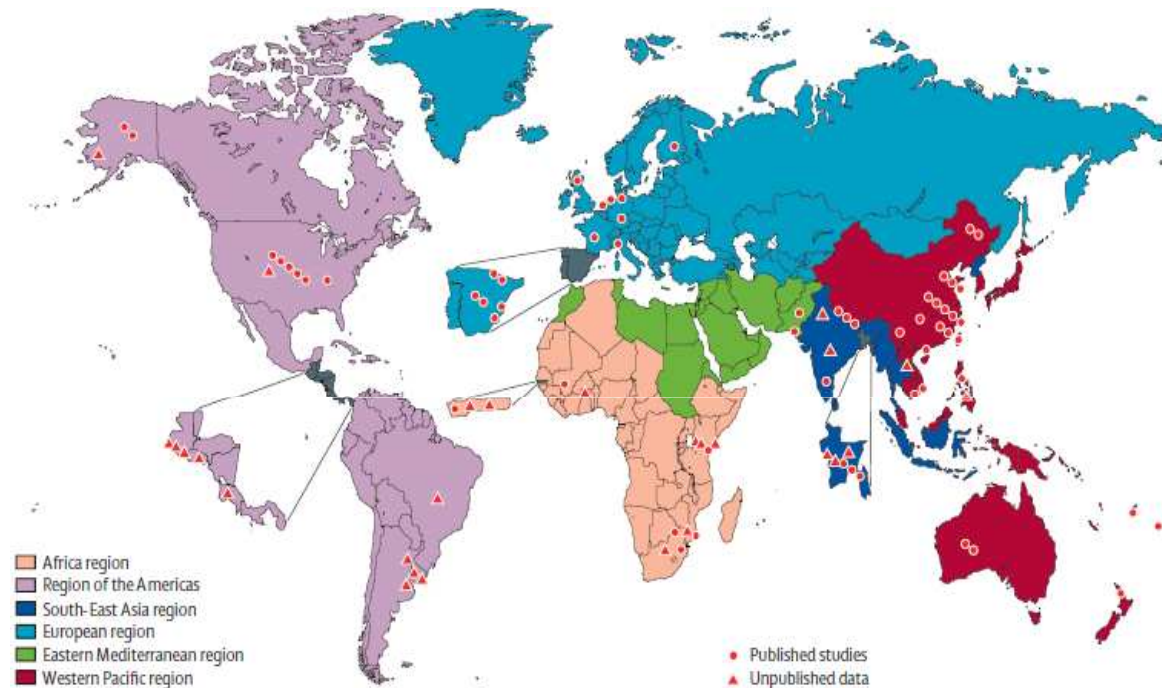 Africa region
Region of the Americas
South-East Asia region
European region
Eastern Mediterranean region
Western Pacific region
Published studies
Unpublished data